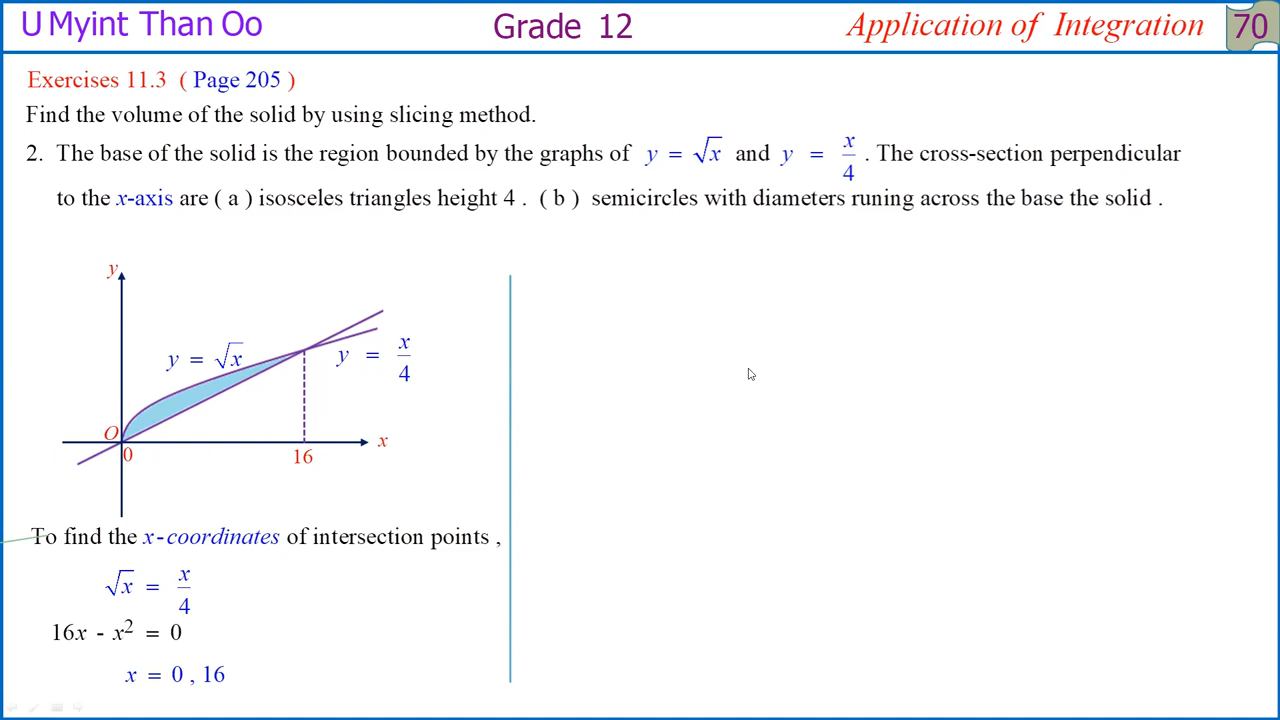 U Myint Than Oo
Grade 12
Application of Integration
70
Exercises 11.3 ( Page 205 )
Find the volume of the solid by using slicing method.
2. The base of the solid is the region bounded by the graphs of y = √x and y = x/4 . The cross-section perpendicular
to the x-axis are ( a ) isosceles triangles height 4 . ( b ) semicircles with diameters runing across the base the solid .
y
y = √x
y = x/4
O
x
0
16
To find the x-coordinates of intersection points ,
√x = x/4
16x - x² = 0
x = 0 , 16